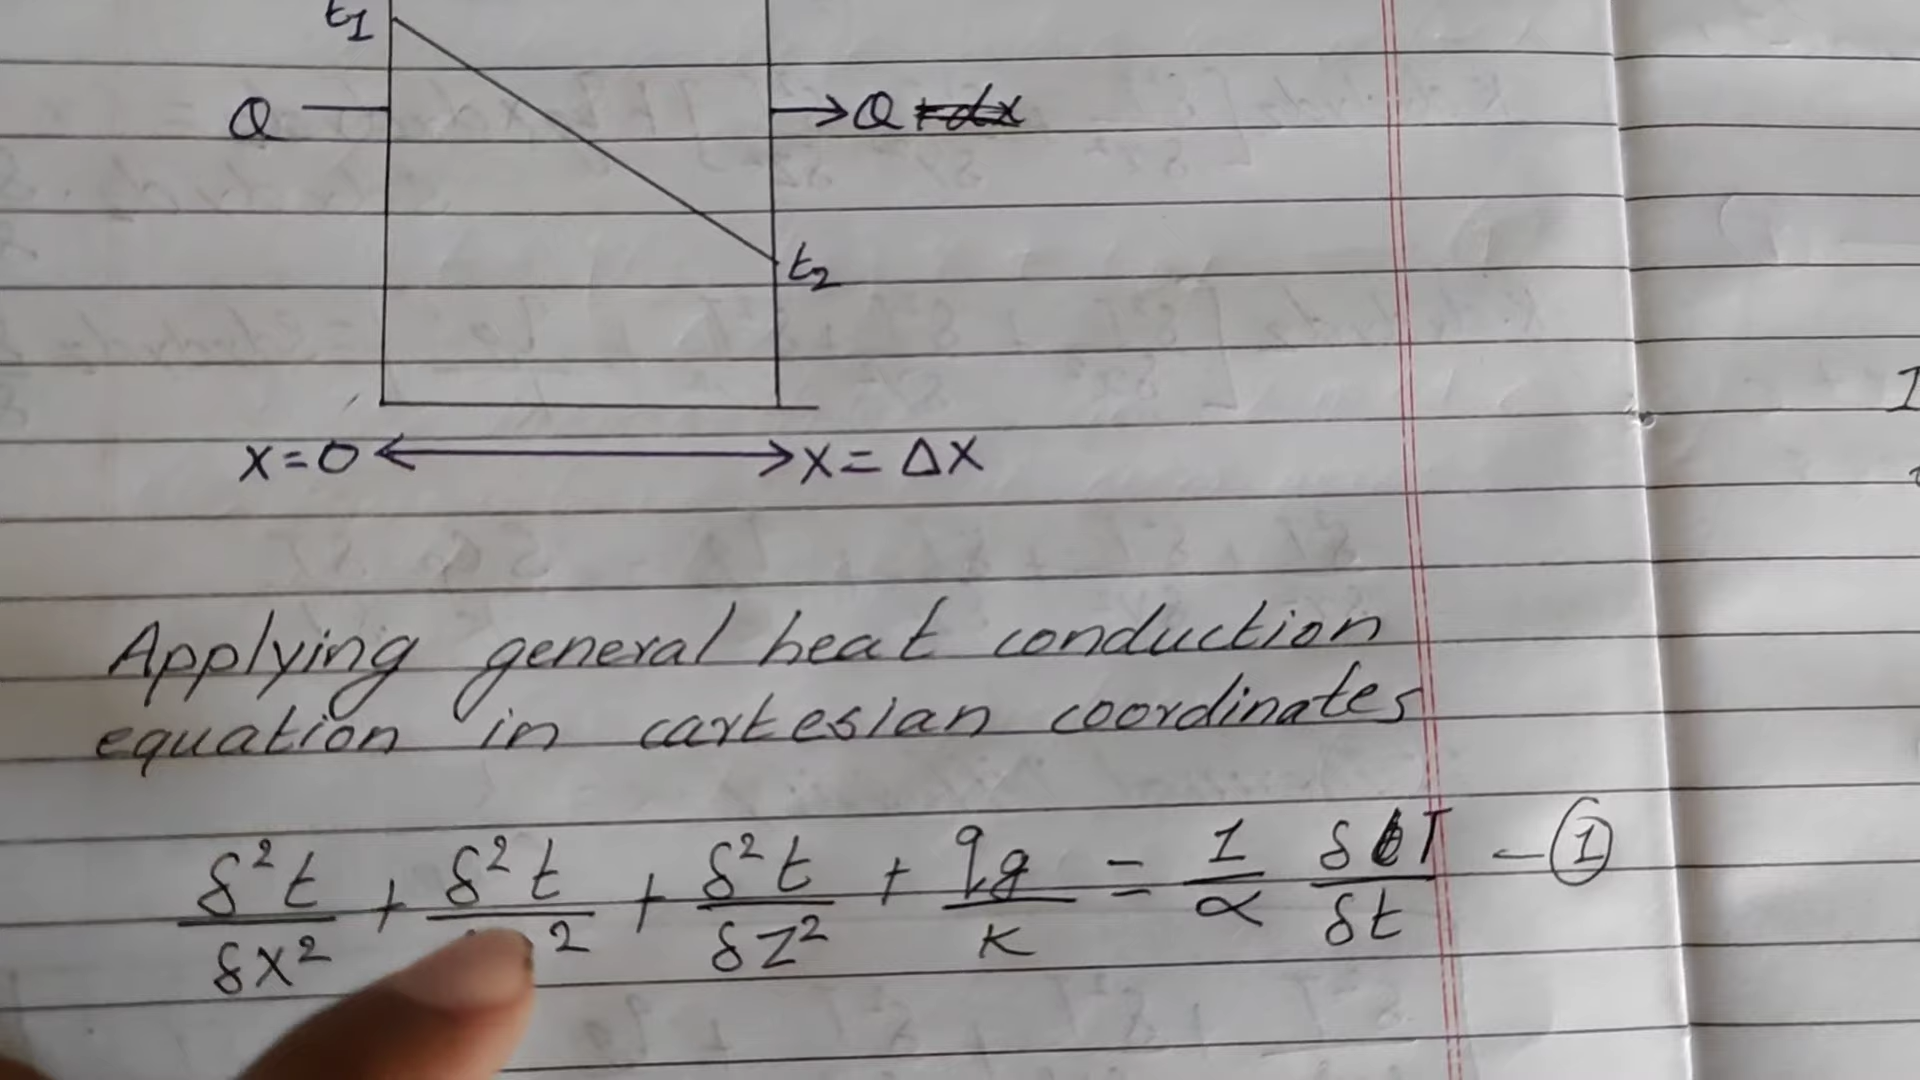 t₁
Q → Q
t₂
x=0 ↔ x= Δx
Applying general heat conduction
equation in cartesian coordinates
δ²t/δx² + δ²t/ ² + δ²t/δz² + qg/k = 1/α δT/δt - ①
I